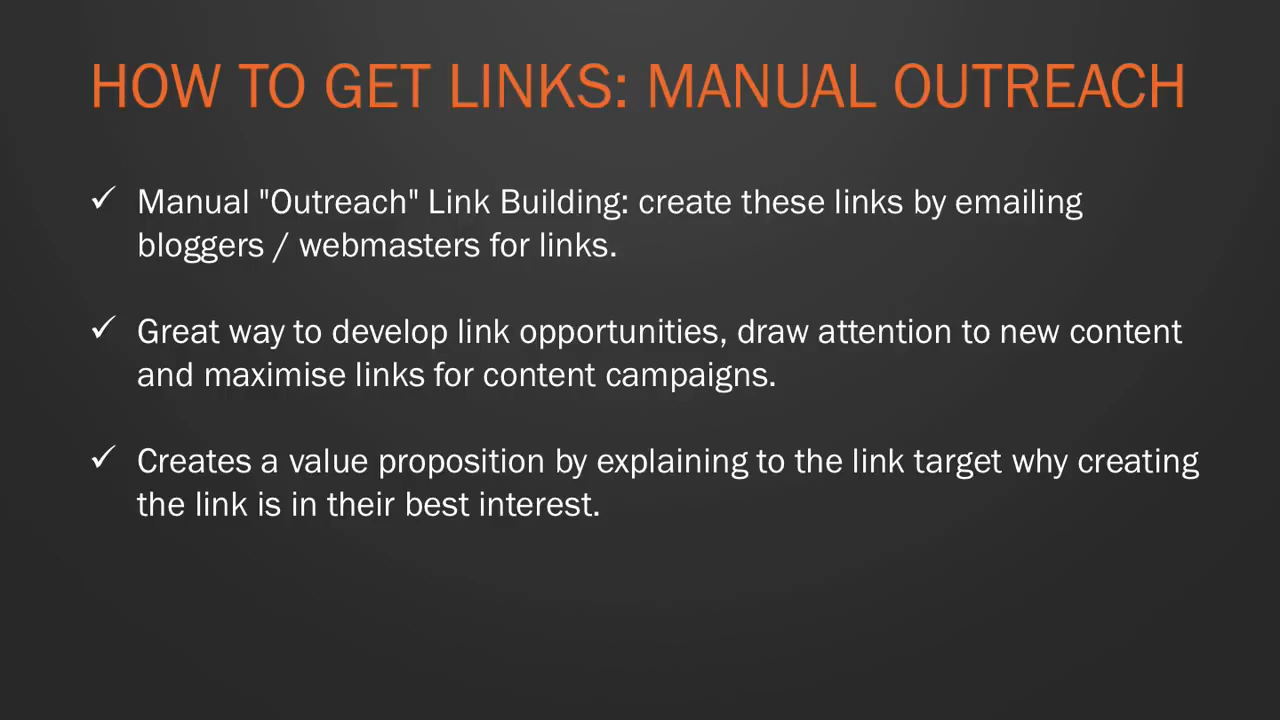 HOW TO GET LINKS: MANUAL OUTREACH
✓ Manual "Outreach" Link Building: create these links by emailing
bloggers / webmasters for links.
✓ Great way to develop link opportunities, draw attention to new content
and maximise links for content campaigns.
✓ Creates a value proposition by explaining to the link target why creating
the link is in their best interest.